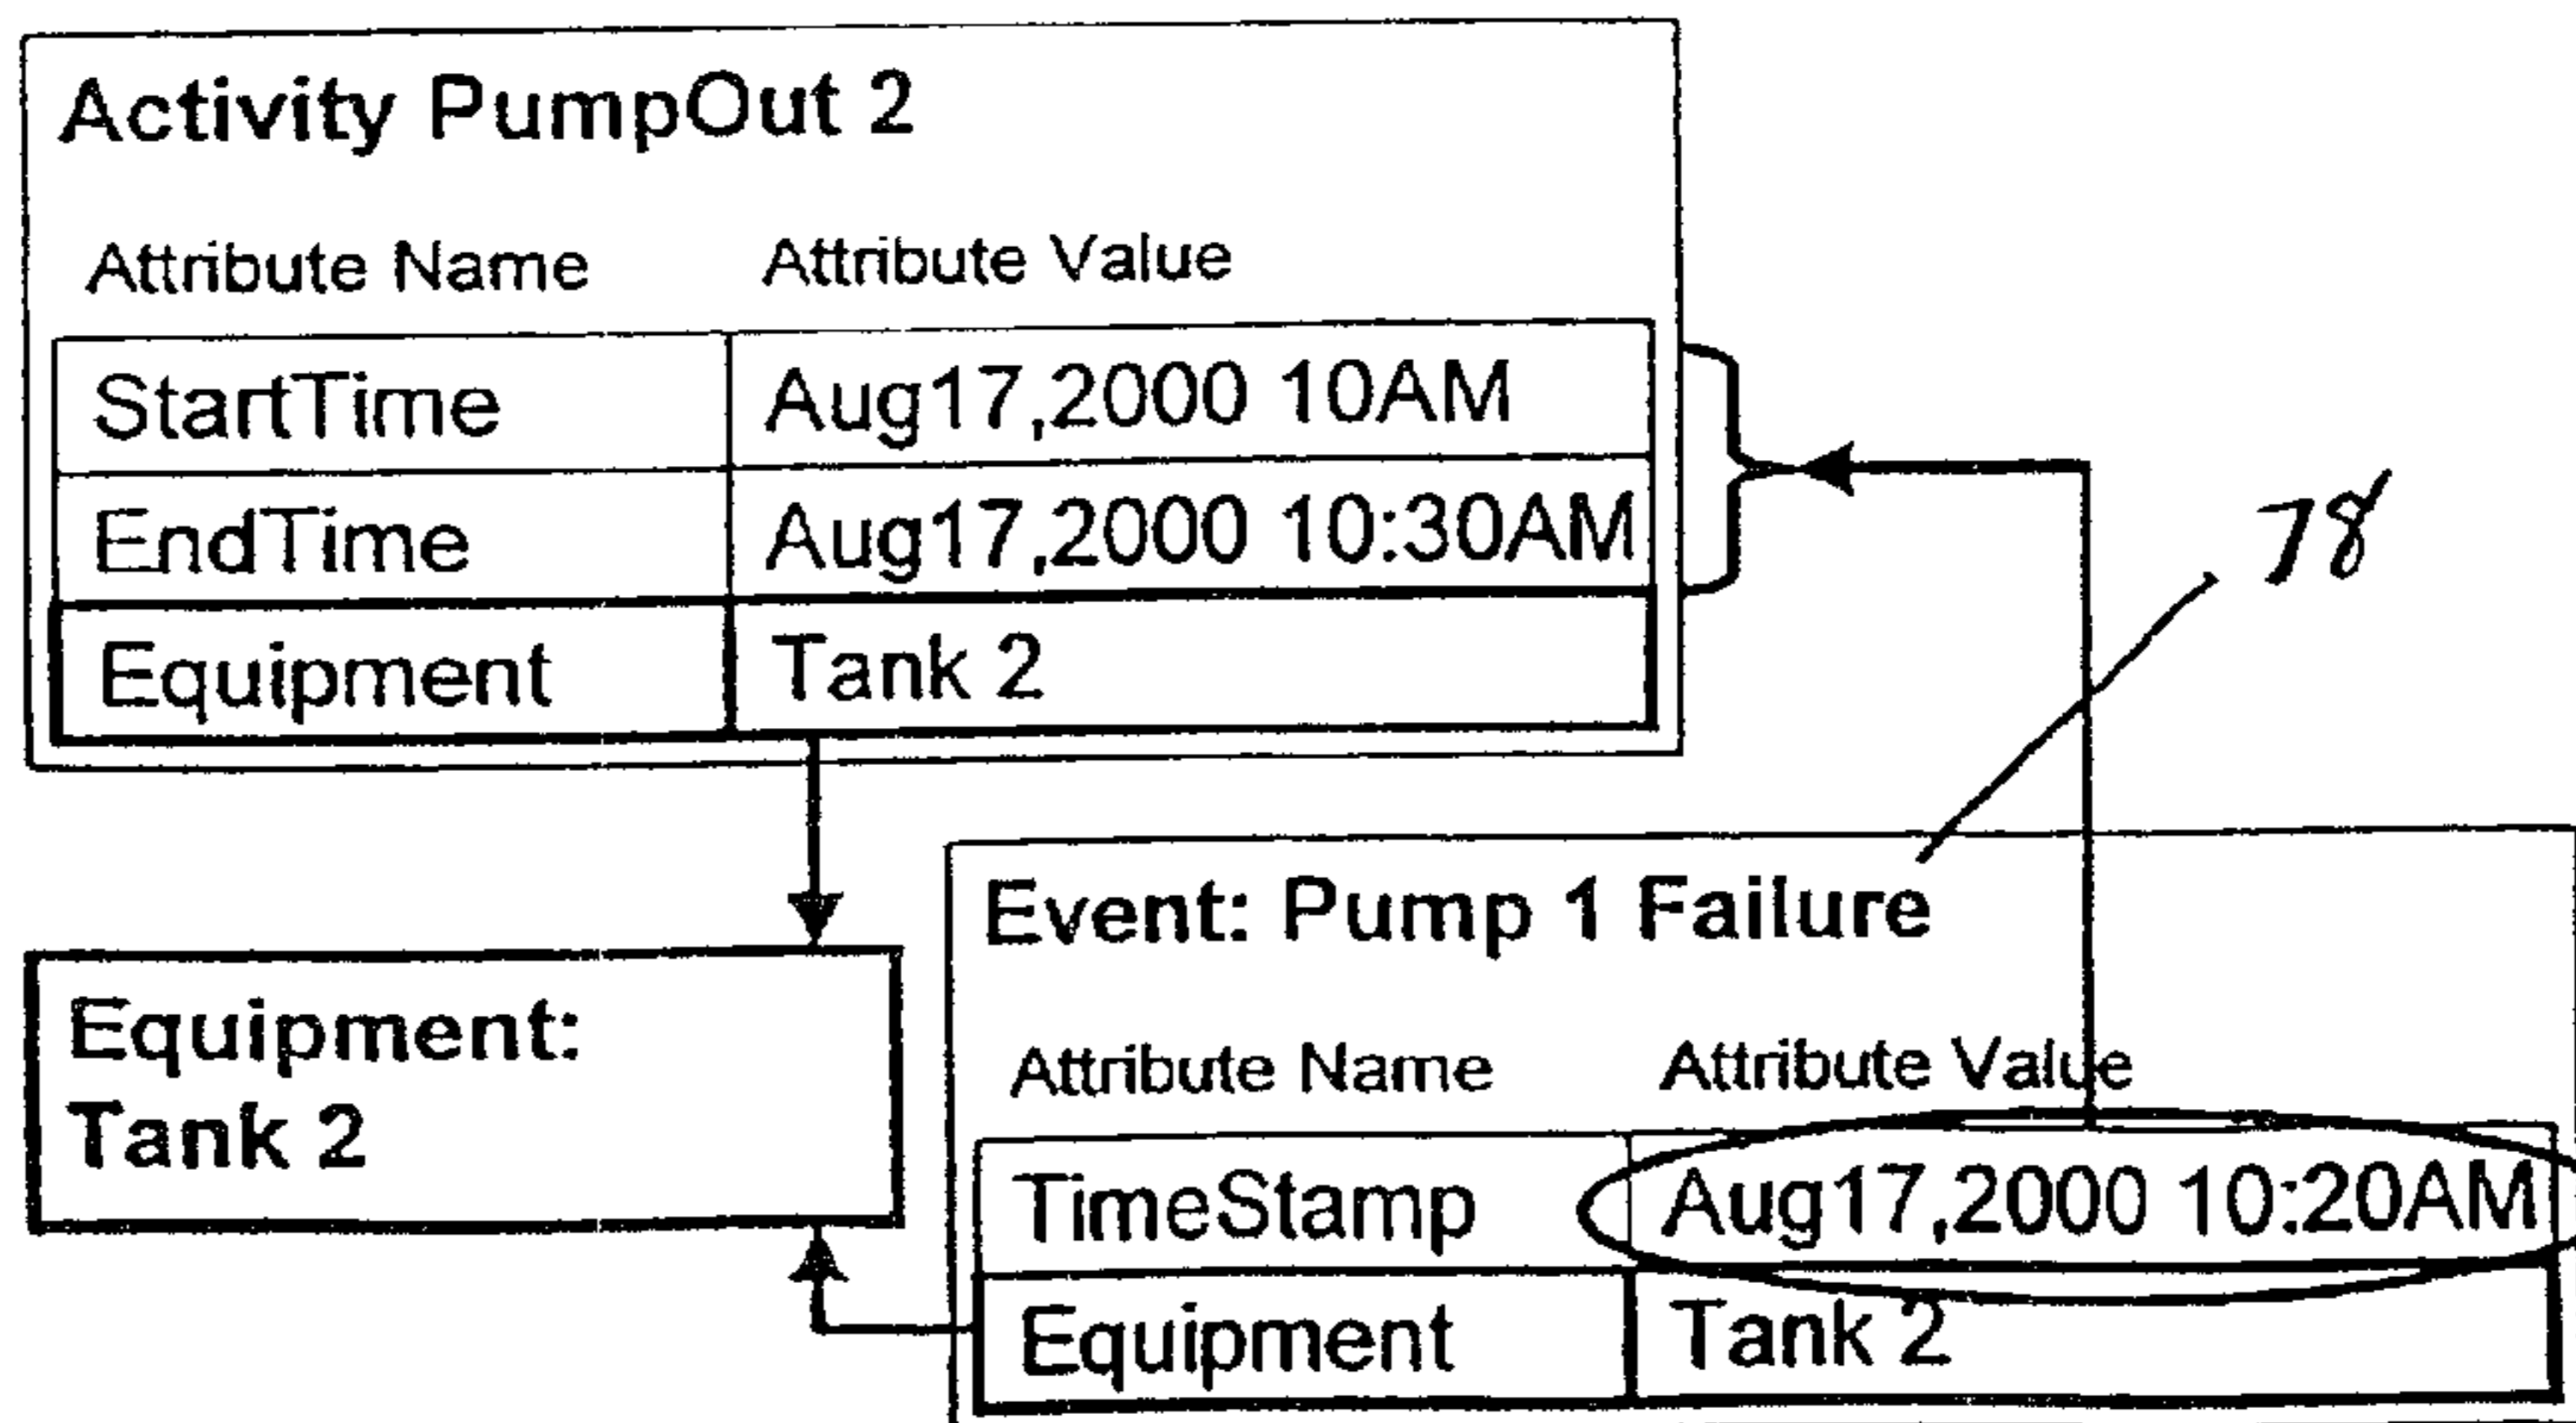 Activity PumpOut 2
Attribute Name Attribute Value
StartTime Aug17,2000 10AM
EndTime Aug17,2000 10:30AM
Equipment Tank 2
78
Event: Pump 1 Failure
Attribute Name Attribute Value
TimeStamp Aug17,2000 10:20AM
Equipment Tank 2
Equipment:
Tank 2